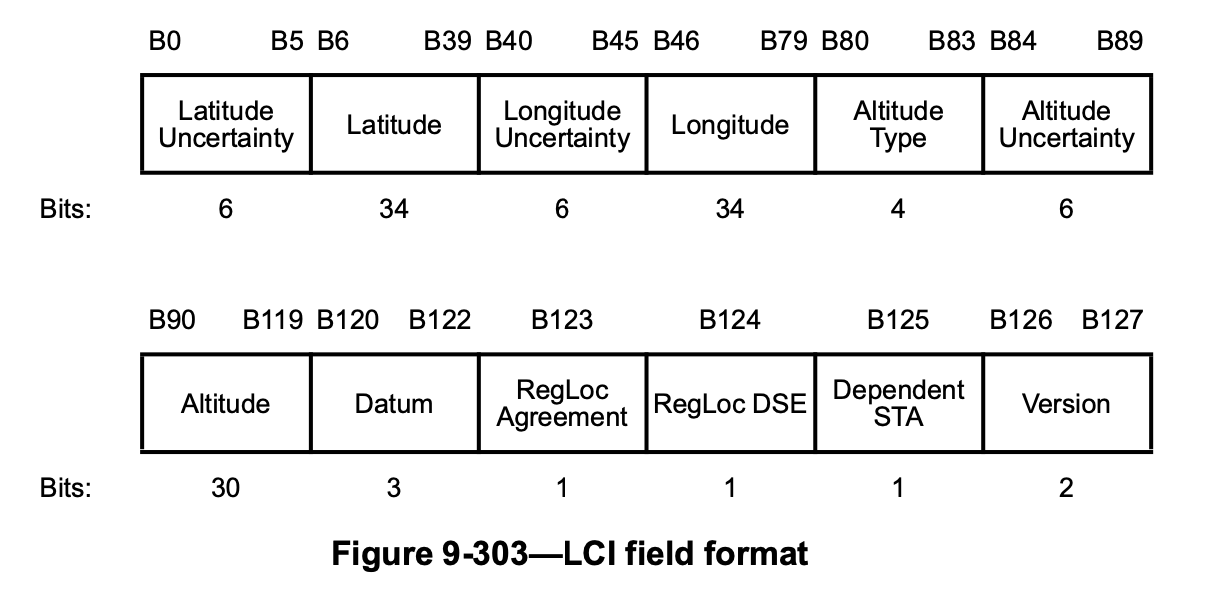 B0 B5 B6 B39 B40 B45 B46 B79 B80 B83 B84 B89
Latitude Uncertainty
Latitude
Longitude Uncertainty
Longitude
Altitude Type
Altitude Uncertainty
Bits: 6 34 6 34 4 6
B90 B119 B120 B122 B123 B124 B125 B126 B127
Altitude
Datum
RegLoc Agreement
RegLoc DSE
Dependent STA
Version
Bits: 30 3 1 1 1 2
Figure 9-303—LCI field format